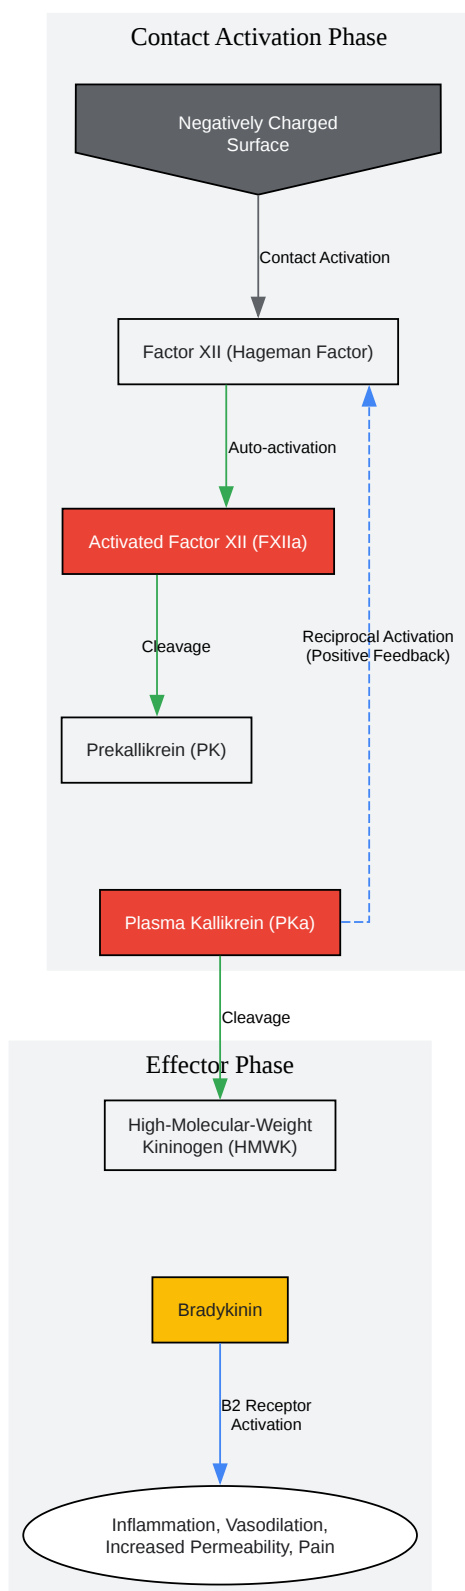 Contact Activation Phase
Negatively Charged
Surface
Contact Activation
Factor XII (Hageman Factor)
Auto-activation
Activated Factor XII (FXIIa)
Cleavage
Reciprocal Activation
(Positive Feedback)
Prekallikrein (PK)
Plasma Kallikrein (PKa)
Cleavage
Effector Phase
High-Molecular-Weight
Kininogen (HMWK)
Bradykinin
B2 Receptor
Activation
Inflammation, Vasodilation,
Increased Permeability, Pain